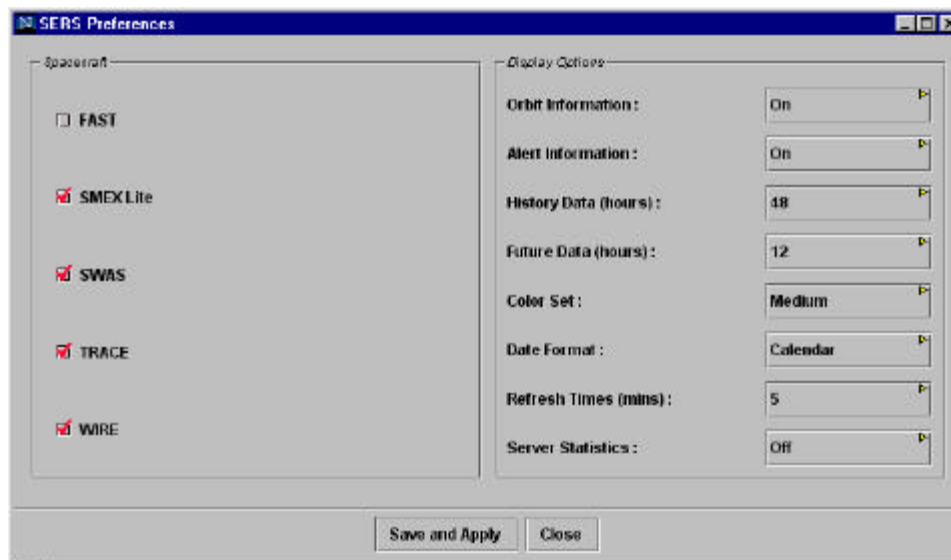 SERS Preferences
Spacecraft
FAST
SMEX Lite
SWAS
TRACE
WIRE
Display Options
Orbit Information : On
Alert Information : On
History Data (hours) : 48
Future Data (hours) : 12
Color Set : Medium
Date Format : Calendar
Refresh Times (mins) : 5
Server Statistics : Off
Save and Apply Close